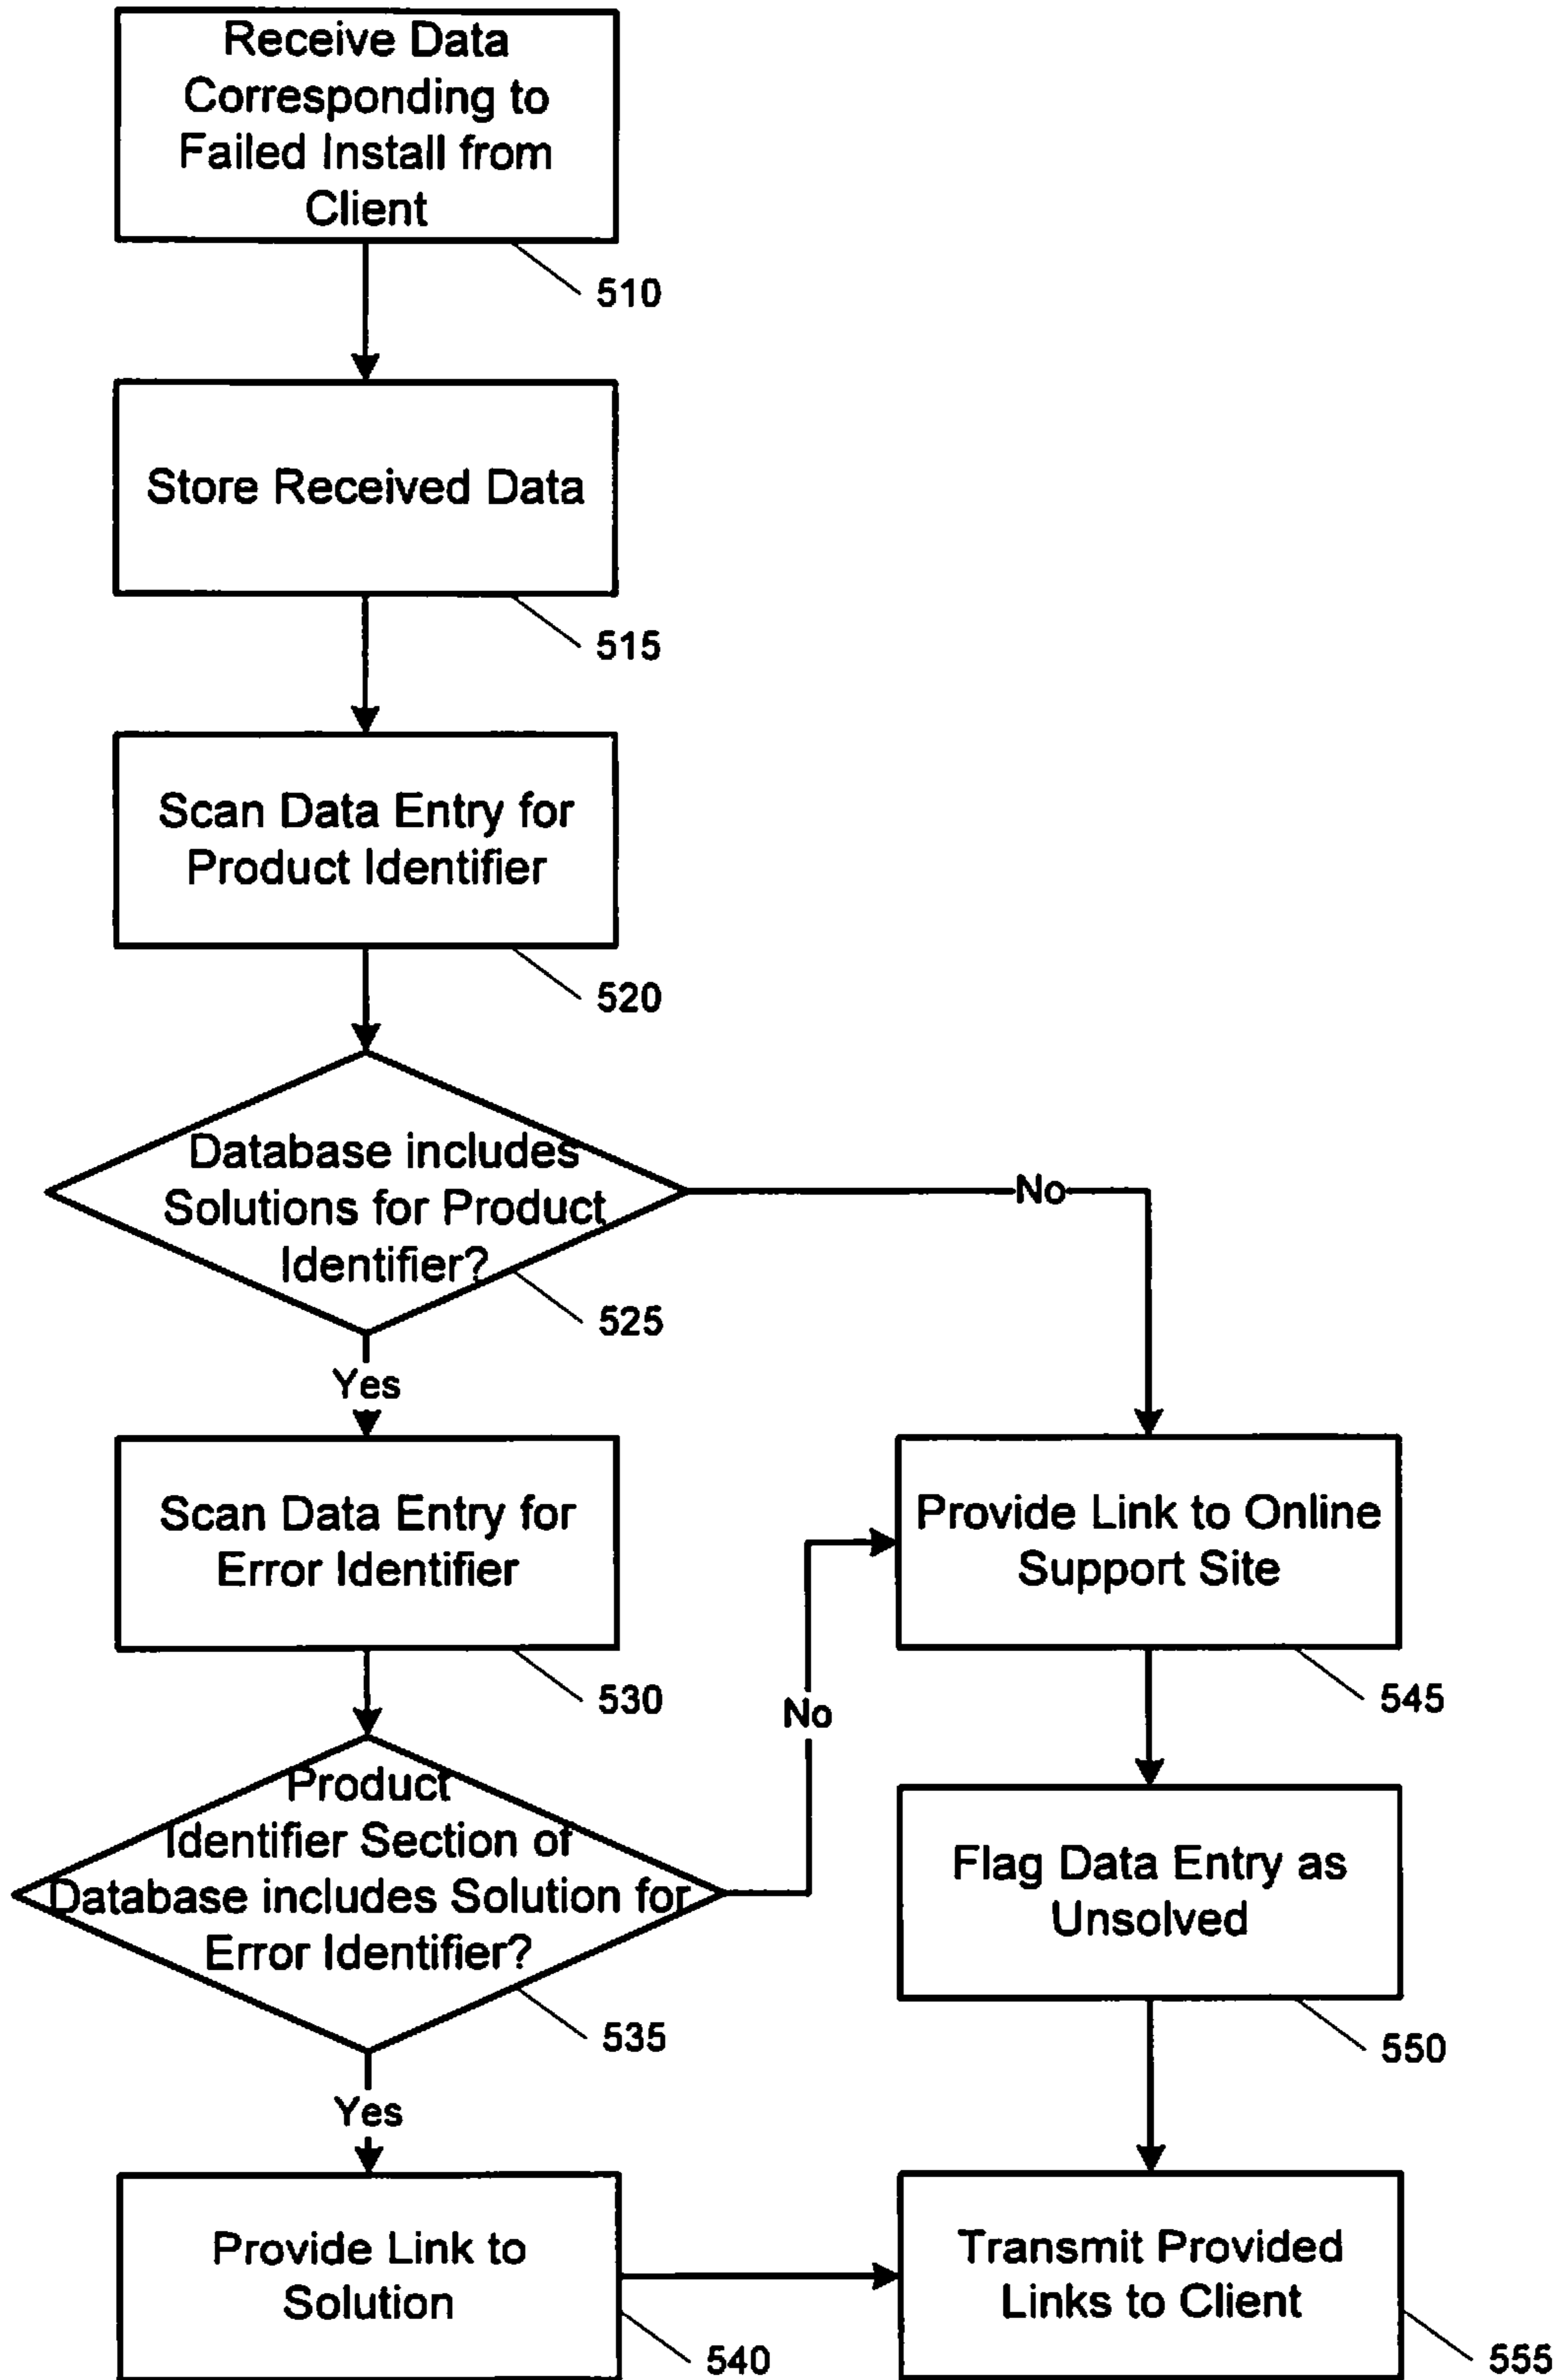 Receive Data
Corresponding to
Failed Install from
Client
510
Store Received Data
515
Scan Data Entry for
Product Identifier
520
Database includes
Solutions for Product
Identifier?
525
No
Yes
Scan Data Entry for
Error Identifier
530
Provide Link to Online
Support Site
545
No
Product
Identifier Section of
Database includes Solution for
Error Identifier?
535
Flag Data Entry as
Unsolved
550
Yes
Provide Link to
Solution
540
Transmit Provided
Links to Client
555